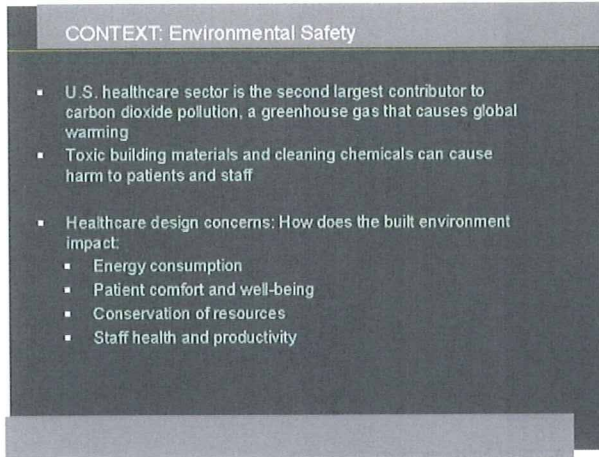 CONTEXT: Environmental Safety
▪ U.S. healthcare sector is the second largest contributor to
carbon dioxide pollution, a greenhouse gas that causes global
warming
▪ Toxic building materials and cleaning chemicals can cause
harm to patients and staff
▪ Healthcare design concerns: How does the built environment
impact:
▪ Energy consumption
▪ Patient comfort and well-being
▪ Conservation of resources
▪ Staff health and productivity